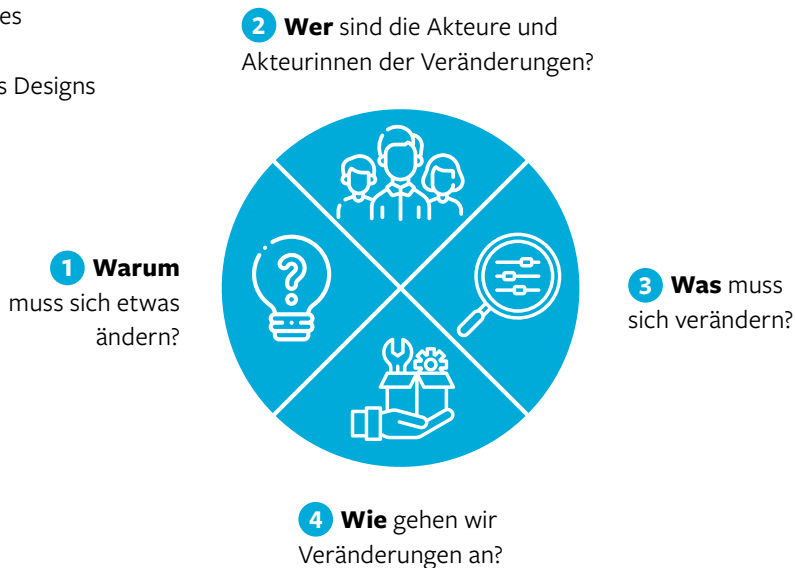 es
s Designs
2 Wer sind die Akteure und
Akteurinnen der Veränderungen?
1 Warum
muss sich etwas
ändern?
?
3 Was muss
sich verändern?
4 Wie gehen wir
Veränderungen an?